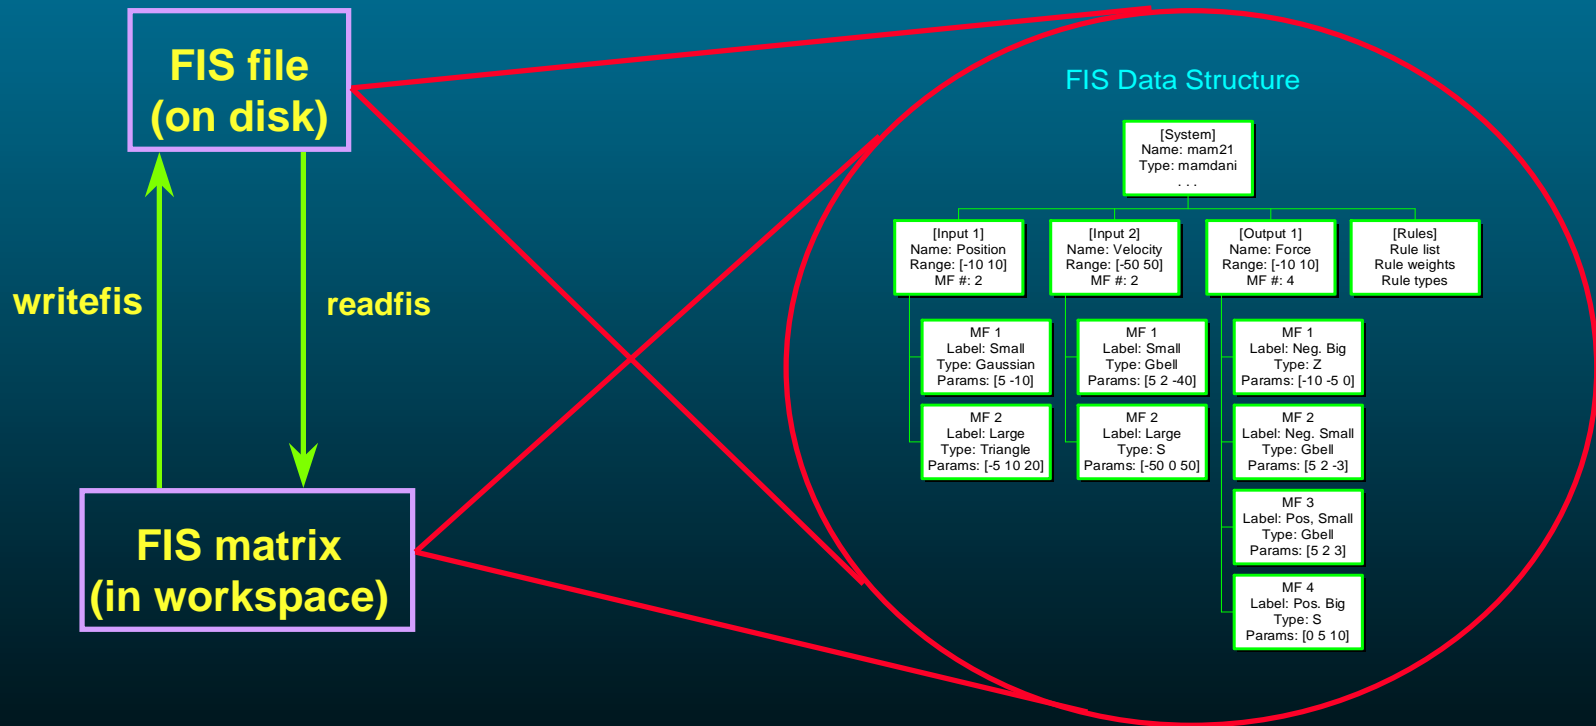 FIS file
(on disk)
writefis
readfis
FIS matrix
(in workspace)
FIS Data Structure
[System]
Name: mam21
Type: mamdani
. . .
[Input 1]
Name: Position
Range: [-10 10]
MF #: 2
[Input 2]
Name: Velocity
Range: [-50 50]
MF #: 2
[Output 1]
Name: Force
Range: [-10 10]
MF #: 4
[Rules]
Rule list
Rule weights
Rule types
MF 1
Label: Small
Type: Gaussian
Params: [5 -10]
MF 2
Label: Large
Type: Triangle
Params: [-5 10 20]
MF 1
Label: Small
Type: Gbell
Params: [5 2 -40]
MF 2
Label: Large
Type: S
Params: [-50 0 50]
MF 1
Label: Neg. Big
Type: Z
Params: [-10 -5 0]
MF 2
Label: Neg. Small
Type: Gbell
Params: [5 2 -3]
MF 3
Label: Pos, Small
Type: Gbell
Params: [5 2 3]
MF 4
Label: Pos. Big
Type: S
Params: [0 5 10]